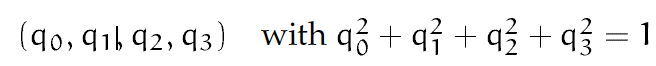 (q₀, q₁, q₂, q₃) with q₀² + q₁² + q₂² + q₃² = 1